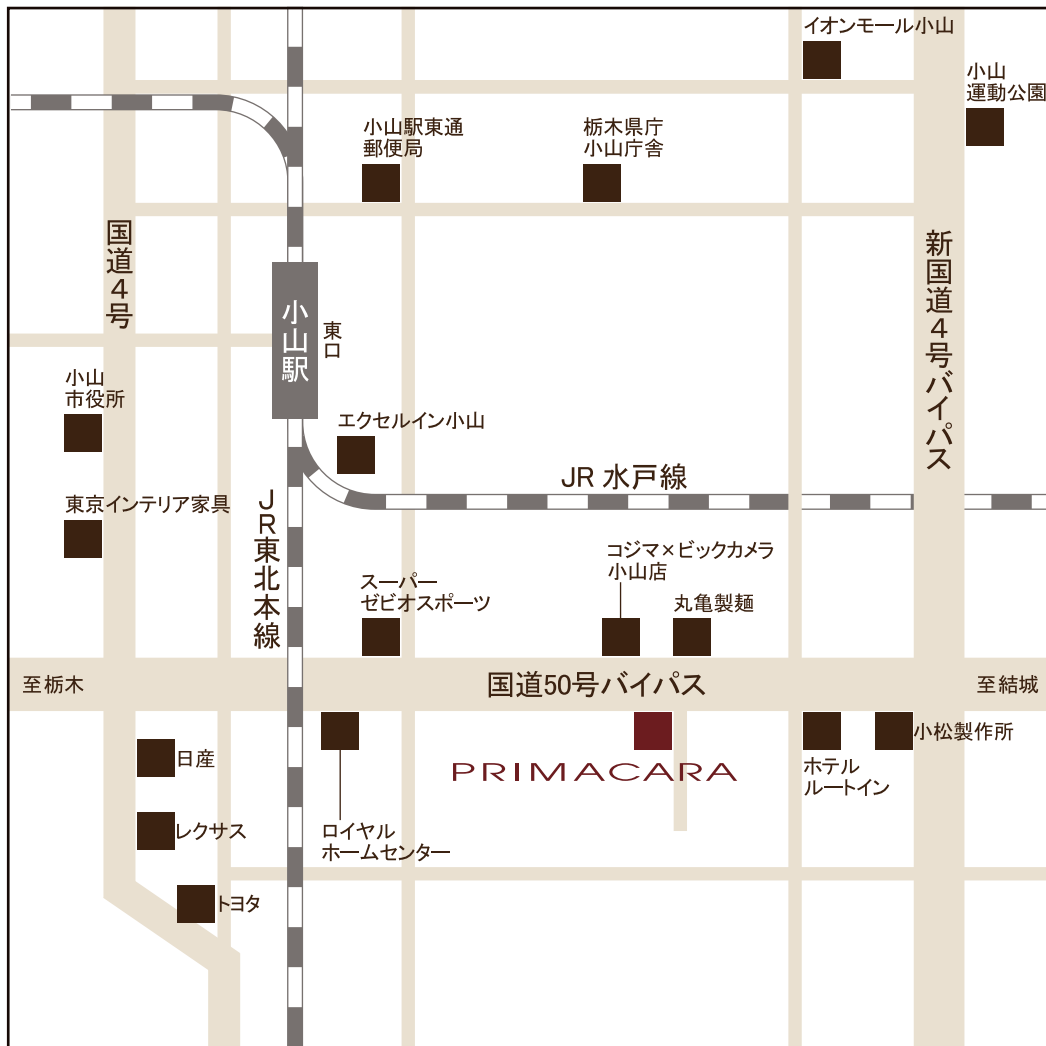 イオンモール小山
小山
運動公園
小山駅東通
郵便局
栃木県庁
小山庁舎
国道4号
新国道4号バイパス
小山駅
東口
小山
市役所
エクセルイン小山
JR 水戸線
東京インテリア家具
JR東北本線
コジマ×ビックカメラ
小山店
スーパー
ゼビオスポーツ
丸亀製麺
至栃木
国道50号バイパス
至結城
日産
小松製作所
PRIMACARA
ホテル
ルートイン
レクサス
ロイヤル
ホームセンター
トヨタ